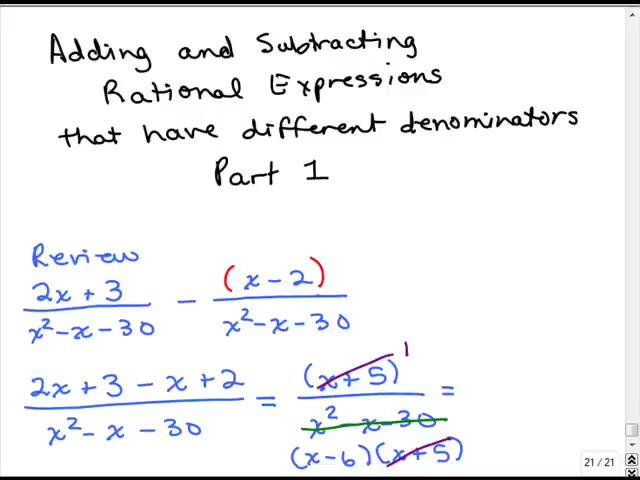 Adding and Subtracting
Rational Expressions
that have different denominators
Part 1
Review
2x + 3 / x² - x - 30 - (x - 2) / x² - x - 30
2x + 3 - x + 2 / x² - x - 30 = (x + 5) 1 / x² - x - 30 =
(x - 6)(x + 5)
21 / 21